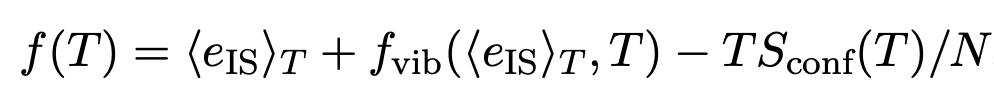 f(T) = ⟨e_IS⟩_T + f_vib(⟨e_IS⟩_T, T) − TS_conf(T)/N